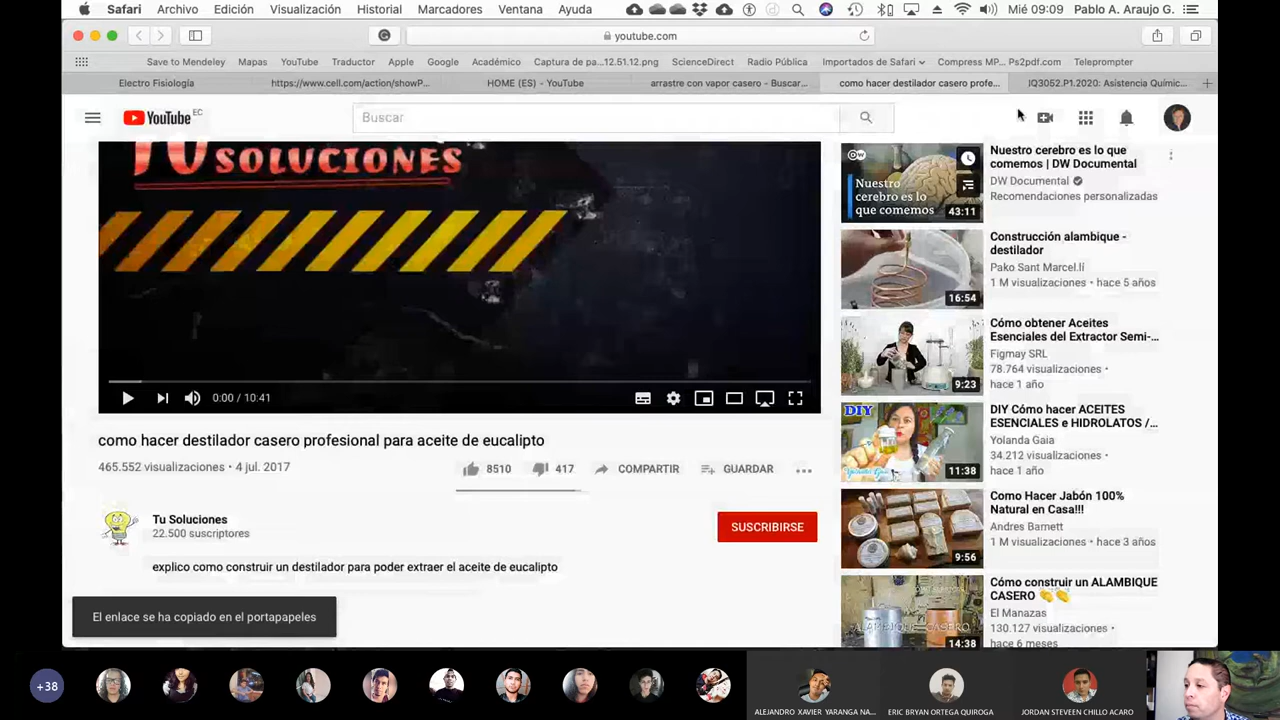 Safari Archivo Edición Visualización Historial Marcadores Ventana Ayuda Mié 09:09 Pablo A. Araujo G.
youtube.com
Save to Mendeley Mapas YouTube Traductor Apple Google Académico Captura de pa...12.51.12.png ScienceDirect Radio Pública Importados de Safari Compress MP... Ps2pdf.com Teleprompter
Electro Fisiología https://www.cell.com/action/showP... HOME (ES) - YouTube arrastre con vapor casero - Buscar... como hacer destilador casero profe... IQ3052.P1.2020: Asistencia Químic...
YouTube EC
Buscar
TU SOLUCIONES
0:00 / 10:41
como hacer destilador casero profesional para aceite de eucalipto
465.552 visualizaciones • 4 jul. 2017
8510 417 COMPARTIR GUARDAR
Tu Soluciones
22.500 suscriptores
SUSCRIBIRSE
explico como construir un destilador para poder extraer el aceite de eucalipto
El enlace se ha copiado en el portapapeles
DW
Nuestro
cerebro es lo
que comemos
43:11
Nuestro cerebro es lo que
comemos | DW Documental
DW Documental
Recomendaciones personalizadas
16:54
Construcción alambique -
destilador
Pako Sant Marcel.lí
1 M visualizaciones • hace 5 años
9:23
Cómo obtener Aceites
Esenciales del Extractor Semi-...
Figmay SRL
78.764 visualizaciones •
hace 1 año
DIY
Yolanda Gaia
11:38
DIY Cómo hacer ACEITES
ESENCIALES e HIDROLATOS /...
Yolanda Gaia
34.212 visualizaciones •
hace 1 año
9:56
Como Hacer Jabón 100%
Natural en Casa!!!
Andres Barnett
1 M visualizaciones • hace 3 años
ALAMBIQUE CASERO
14:38
Cómo construir un ALAMBIQUE
CASERO
El Manazas
130.127 visualizaciones •
hace 6 meses
+38
ALEJANDRO XAVIER YARANGA NA... ERIC BRYAN ORTEGA QUIROGA JORDAN STEVEEN CHILLO ACARO